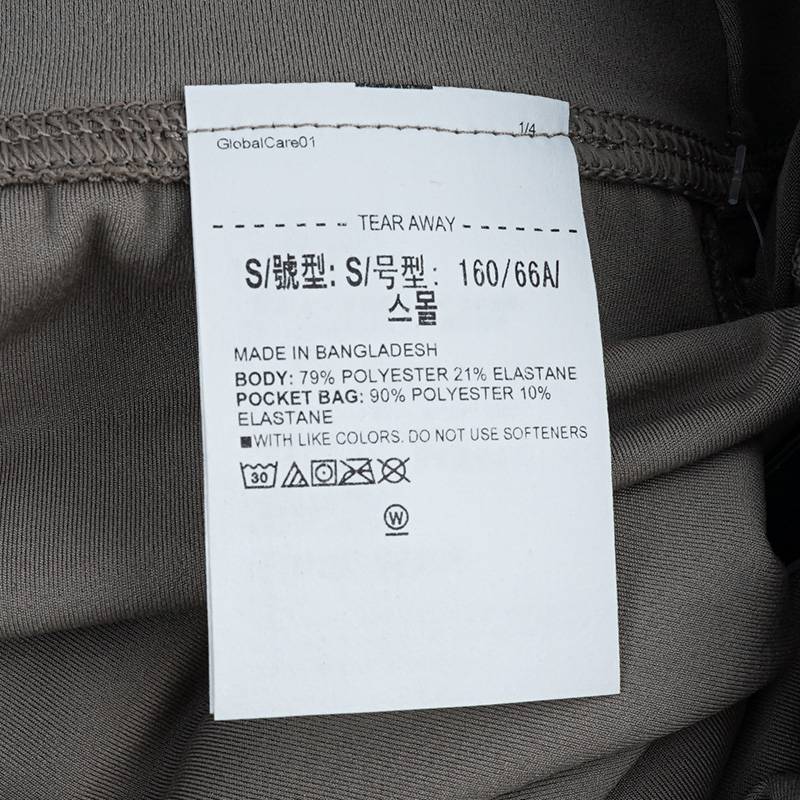 GlobalCare01
1/4
TEAR AWAY
S/號型: S/号型: 160/66A/
스몰
MADE IN BANGLADESH
BODY: 79% POLYESTER 21% ELASTANE
POCKET BAG: 90% POLYESTER 10%
ELASTANE
■WITH LIKE COLORS. DO NOT USE SOFTENERS
30
W